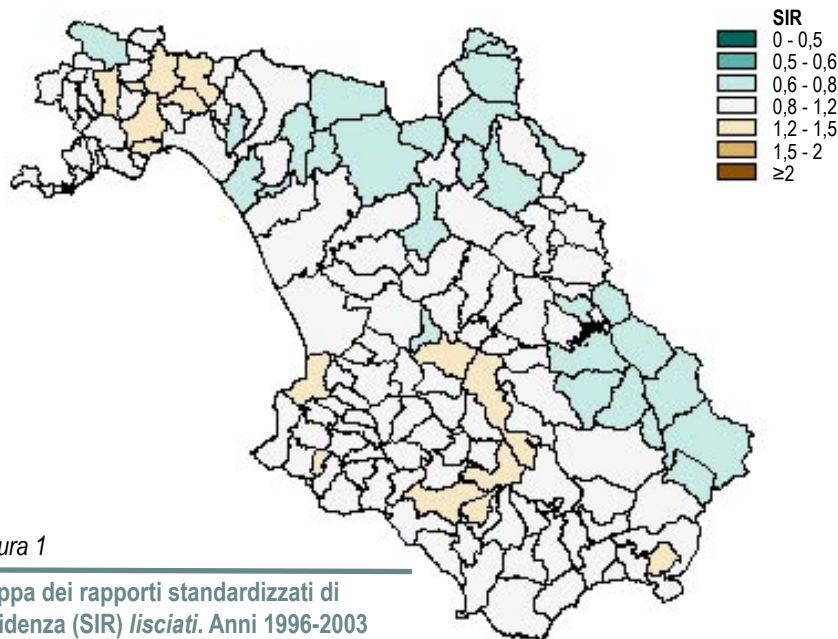 SIR
0 - 0,5
0,5 - 0,6
0,6 - 0,8
0,8 - 1,2
1,2 - 1,5
1,5 - 2
≥2
ura 1
ppa dei rapporti standardizzati di
idenza (SIR) lisciati. Anni 1996-2003